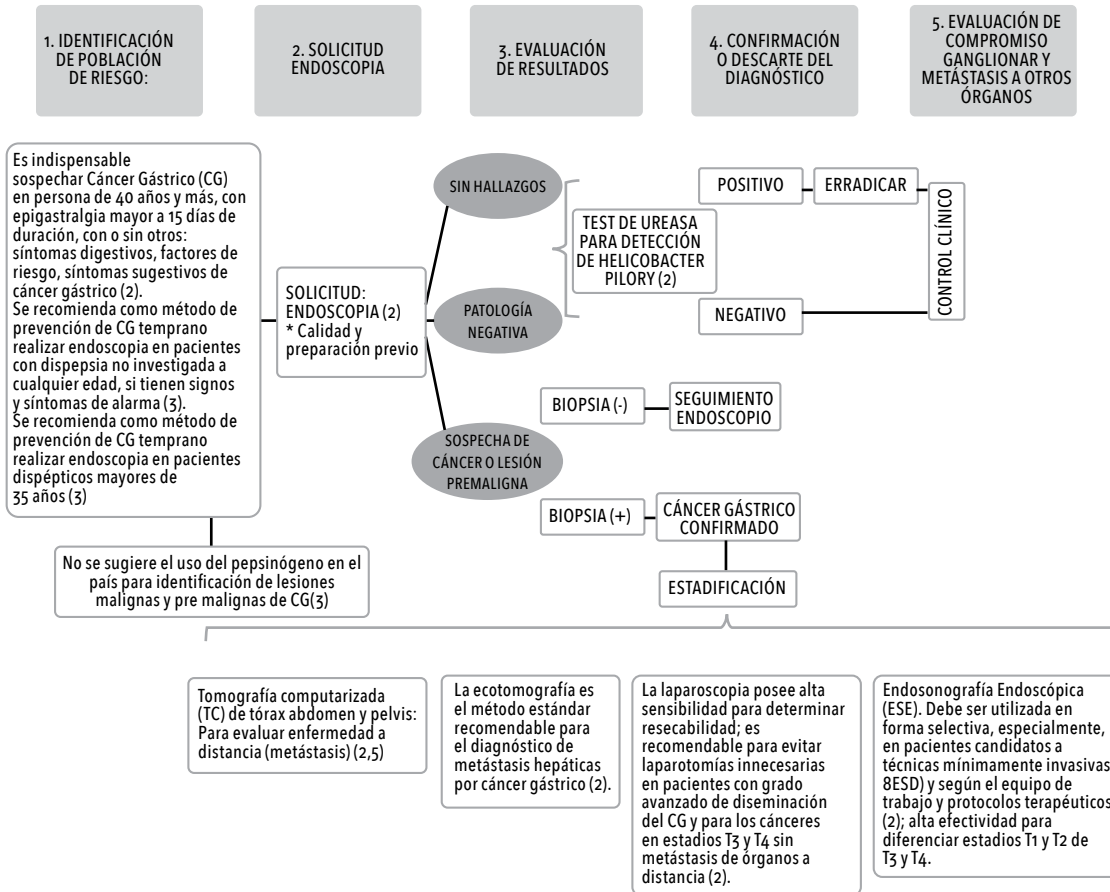 1. IDENTIFICACIÓN
DE POBLACIÓN
DE RIESGO:
2. SOLICITUD
ENDOSCOPIA
3. EVALUACIÓN
DE RESULTADOS
4. CONFIRMACIÓN
O DESCARTE DEL
DIAGNÓSTICO
5. EVALUACIÓN DE
COMPROMISO
GANGLIONAR Y
METÁSTASIS A OTROS
ÓRGANOS
Es indispensable
sospechar Cáncer Gástrico (CG)
en persona de 40 años y más, con
epigastralgia mayor a 15 días de
duración, con o sin otros:
síntomas digestivos, factores de
riesgo, síntomas sugestivos de
cáncer gástrico (2).
Se recomienda como método de
prevención de CG temprano
realizar endoscopia en pacientes
con dispepsia no investigada a
cualquier edad, si tienen signos
y síntomas de alarma (3).
Se recomienda como método de
prevención de CG temprano
realizar endoscopia en pacientes
dispépticos mayores de
35 años (3)
No se sugiere el uso del pepsinógeno en el
país para identificación de lesiones
malignas y pre malignas de CG(3)
SOLICITUD:
ENDOSCOPIA (2)
* Calidad y
preparación previo
SIN HALLAZGOS
PATOLOGÍA
NEGATIVA
SOSPECHA DE
CÁNCER O LESIÓN
PREMALIGNA
TEST DE UREASA
PARA DETECCIÓN
DE HELICOBACTER
PILORY (2)
POSITIVO
ERRADICAR
NEGATIVO
CONTROL CLÍNICO
BIOPSIA (-)
SEGUIMIENTO
ENDOSCOPIO
BIOPSIA (+)
CÁNCER GÁSTRICO
CONFIRMADO
ESTADIFICACIÓN
Tomografía computarizada
(TC) de tórax abdomen y pelvis:
Para evaluar enfermedad a
distancia (metástasis) (2,5)
La ecotomografía es
el método estándar
recomendable para
el diagnóstico de
metástasis hepáticas
por cáncer gástrico (2).
La laparoscopia posee alta
sensibilidad para determinar
resecabilidad; es
recomendable para evitar
laparotomías innecesarias
en pacientes con grado
avanzado de diseminación
del CG y para los cánceres
en estadios T3 y T4 sin
metástasis de órganos a
distancia (2).
Endosonografía Endoscópica
(ESE). Debe ser utilizada en
forma selectiva, especialmente,
en pacientes candidatos a
técnicas mínimamente invasivas
8ESD) y según el equipo de
trabajo y protocolos terapéuticos
(2); alta efectividad para
diferenciar estadios T1 y T2 de
T3 y T4.